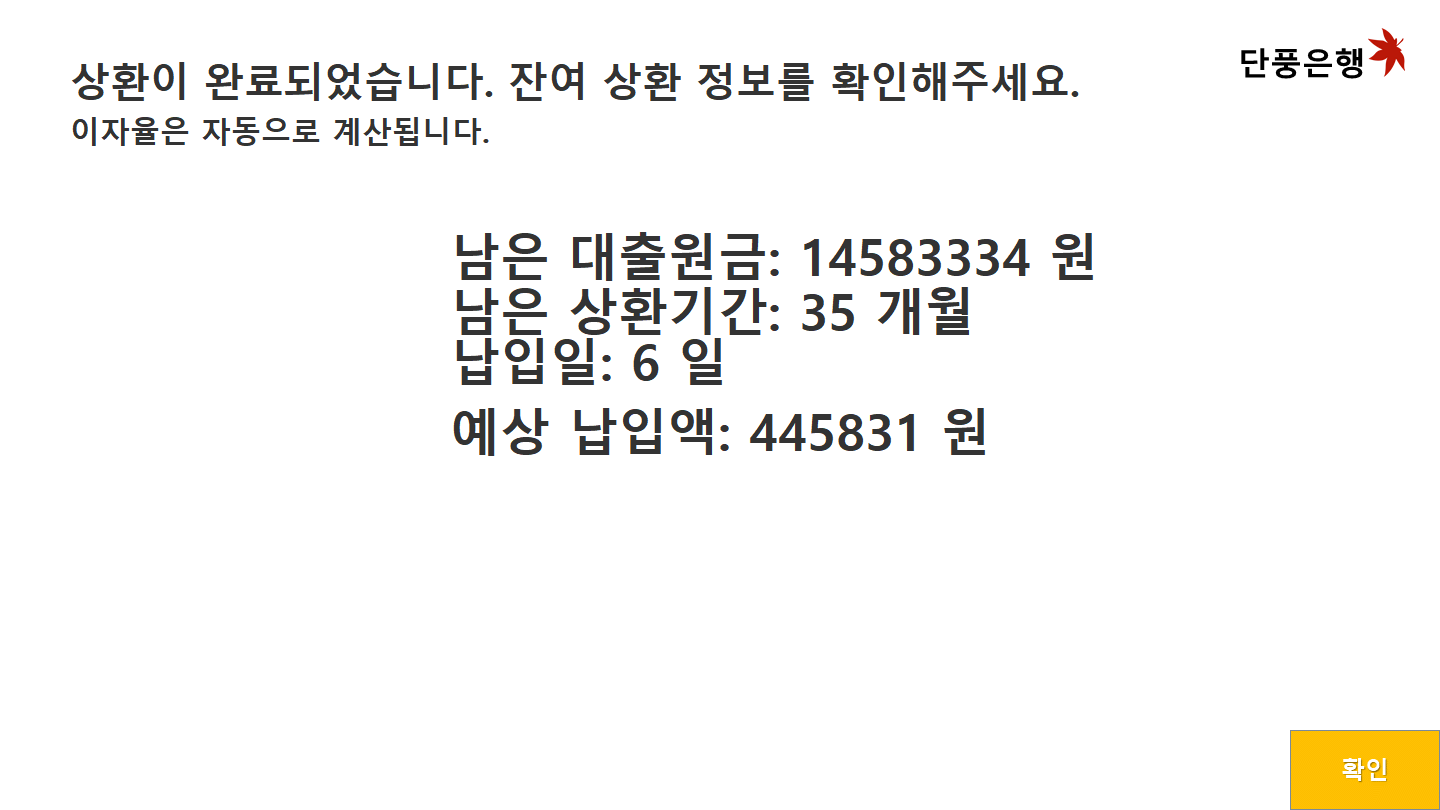 상환이 완료되었습니다. 잔여 상환 정보를 확인해주세요.
이자율은 자동으로 계산됩니다.
단풍은행
남은 대출원금: 14583334 원
남은 상환기간: 35 개월
납입일: 6 일
예상 납입액: 445831 원
확인